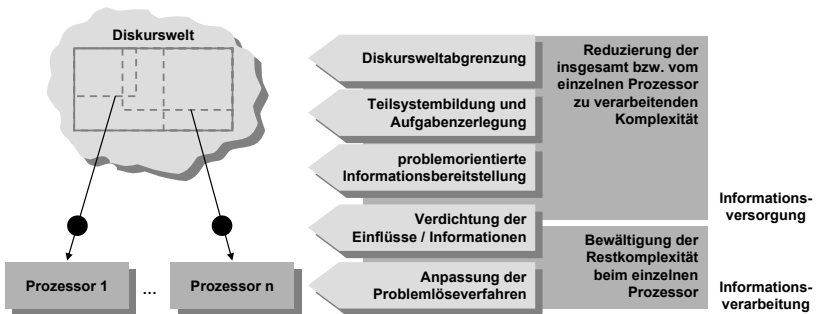 Diskurswelt
Prozessor 1
...
Prozessor n
Diskursweltabgrenzung
Teilsystembildung und
Aufgabenzerlegung
problemorientierte
Informationsbereitstellung
Verdichtung der
Einflüsse / Informationen
Anpassung der
Problemlöseverfahren
Reduzierung der
insgesamt bzw. vom
einzelnen Prozessor
zu verarbeitenden
Komplexität
Bewältigung der
Restkomplexität
beim einzelnen
Prozessor
Informations-
versorgung
Informations-
verarbeitung